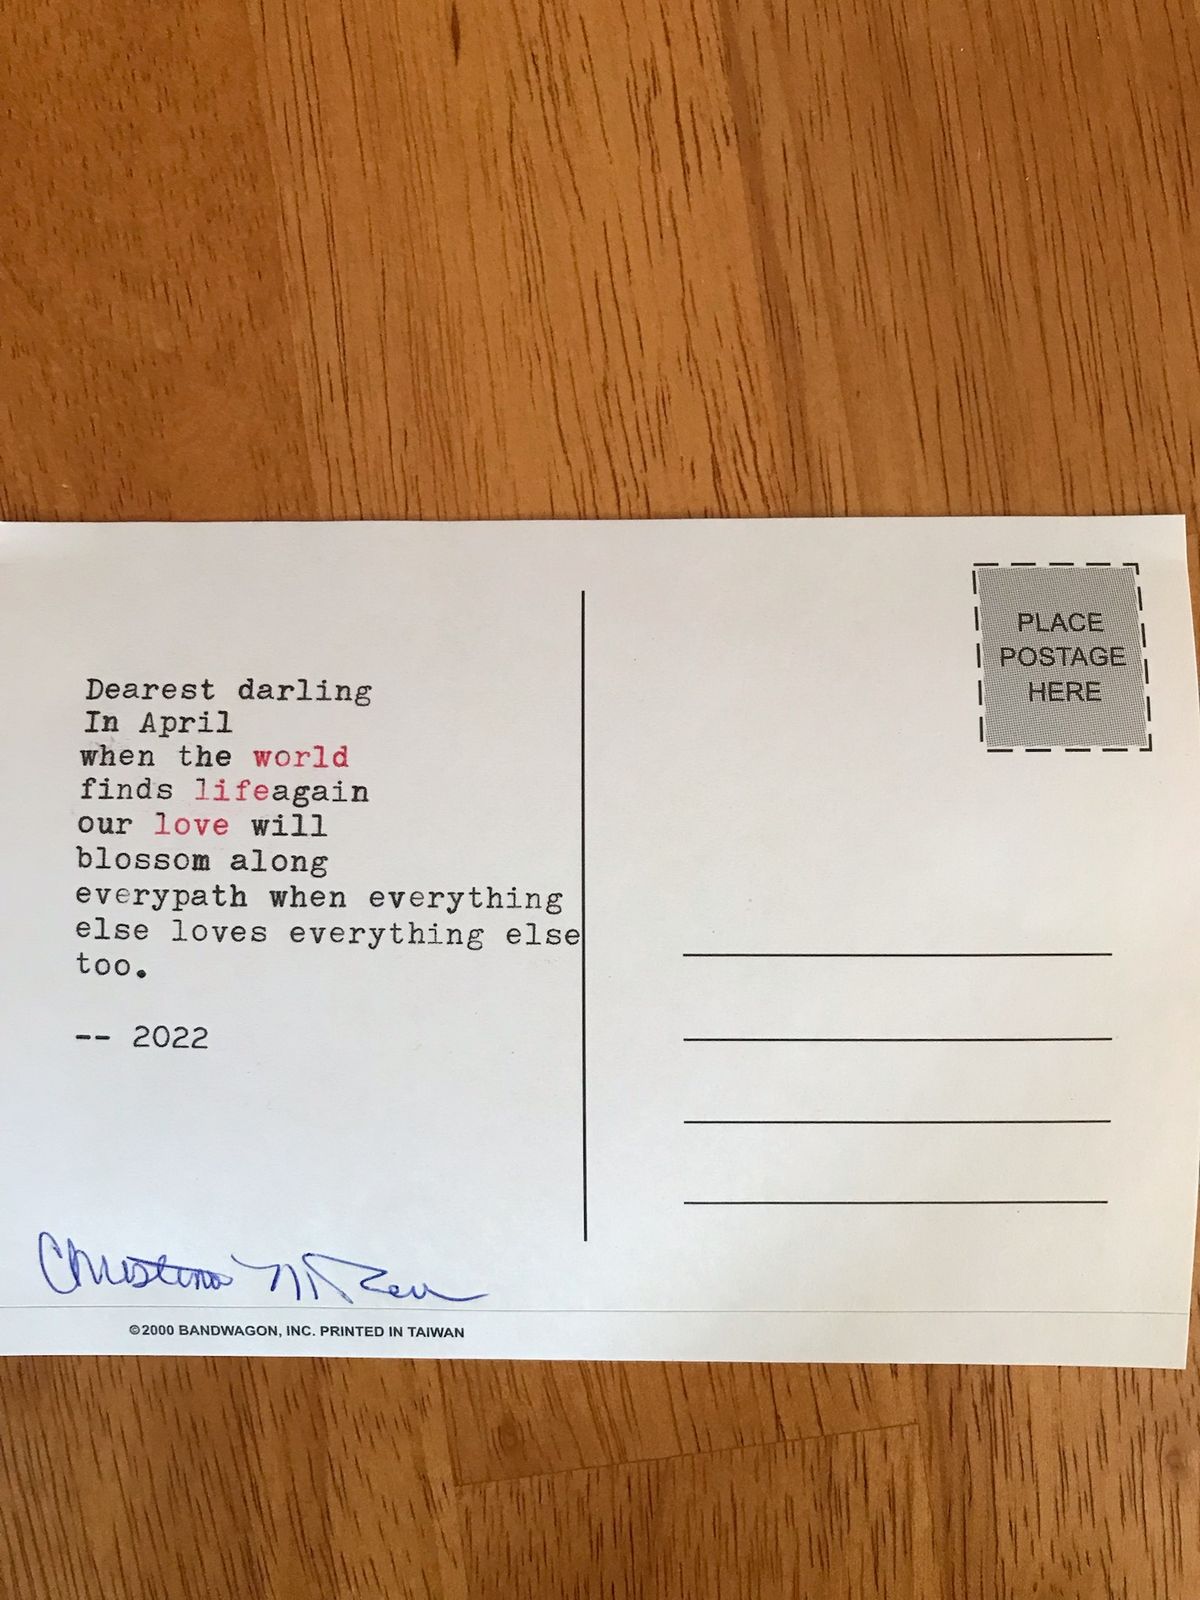 Dearest darling
In April
when the world
finds lifeagain
our love will
blossom along
everypath when everything
else loves everything else
too.
-- 2022
Christina
©2000 BANDWAGON, INC. PRINTED IN TAIWAN
PLACE
POSTAGE
HERE